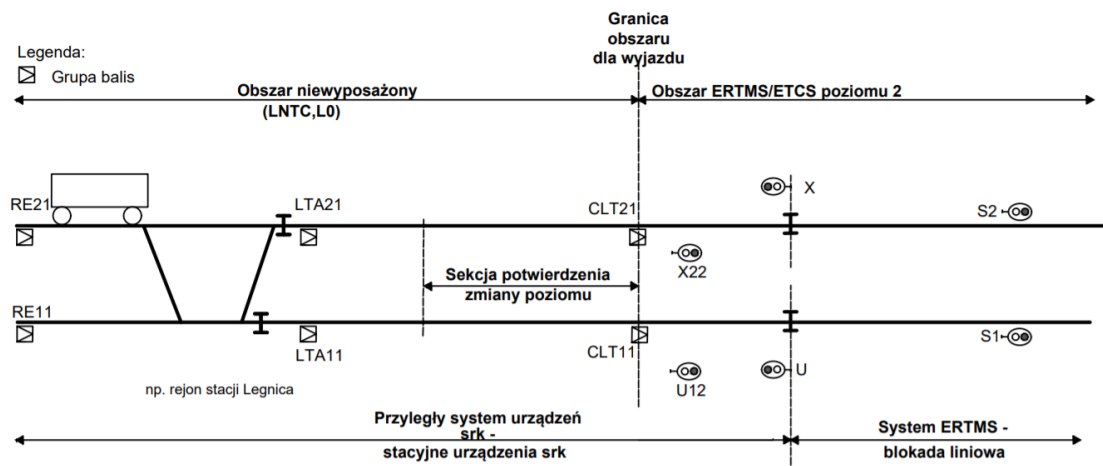 Granica
obszaru
dla wyjazdu
Legenda:
Grupa balis
Obszar niewyposażony
(LNTC,L0)
Obszar ERTMS/ETCS poziomu 2
RE21
LTA21
CLT21
X
S2
X22
Sekcja potwierdzenia
zmiany poziomu
RE11
LTA11
CLT11
S1
U12
U
np. rejon stacji Legnica
Przyległy system urządzeń
srk -
stacyjne urządzenia srk
System ERTMS -
blokada liniowa